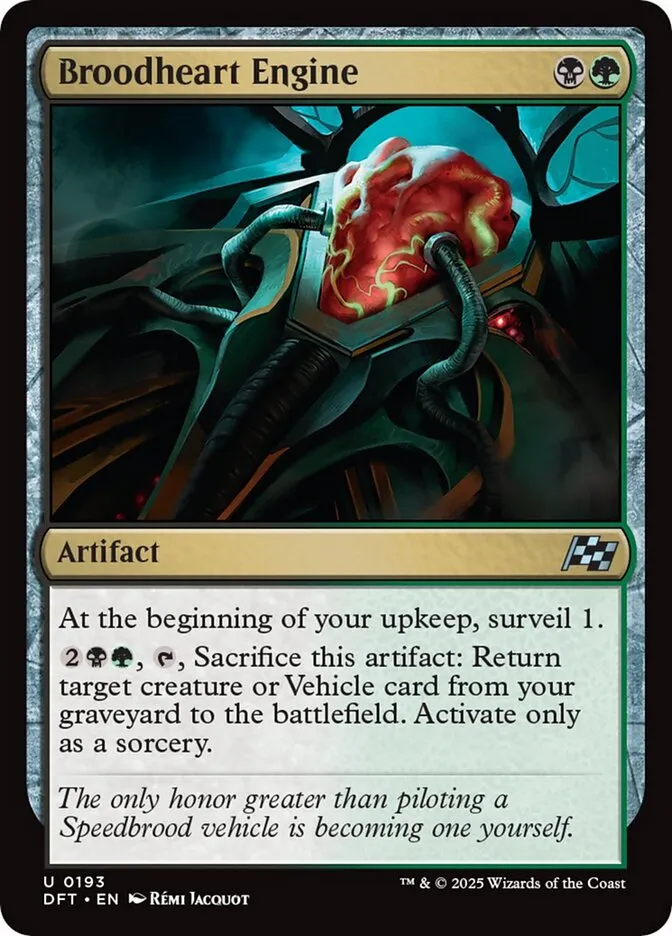 Broodheart Engine
Artifact
At the beginning of your upkeep, surveil 1.
2, , Sacrifice this artifact: Return
target creature or Vehicle card from your
graveyard to the battlefield. Activate only
as a sorcery.
The only honor greater than piloting a
Speedbrood vehicle is becoming one yourself.
U 0193
DFT • EN RÉMI JACQUOT
™ & © 2025 Wizards of the Coast